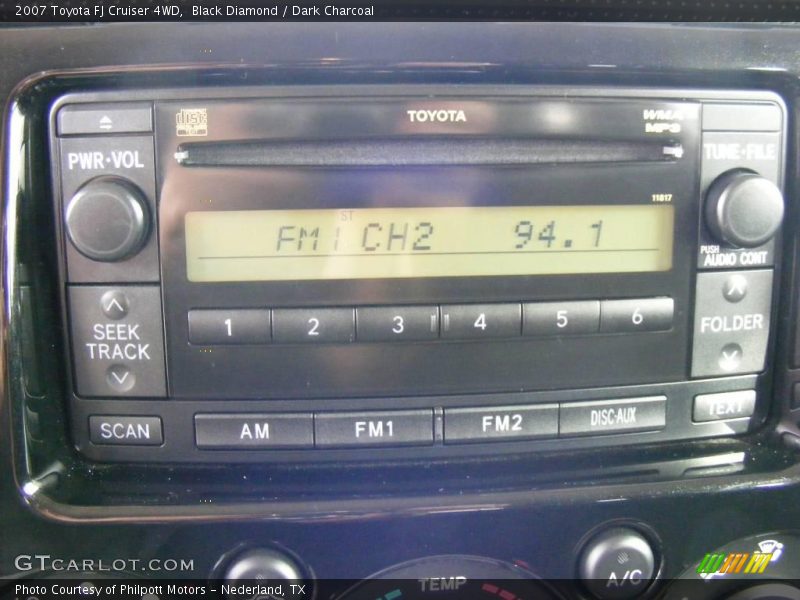 2007 Toyota FJ Cruiser 4WD, Black Diamond / Dark Charcoal
TOYOTA
WMA
MP3
disc
PWR·VOL
TUNE·FILE
11817
ST
FM1 CH2 94.1
PUSH
AUDIO CONT
SEEK
TRACK
1 2 3 4 5 6
FOLDER
SCAN
AM
FM1
FM2
DISC·AUX
TEXT
GTCARLOT.COM
TEMP
A/C
Photo Courtesy of Philpott Motors - Nederland, TX